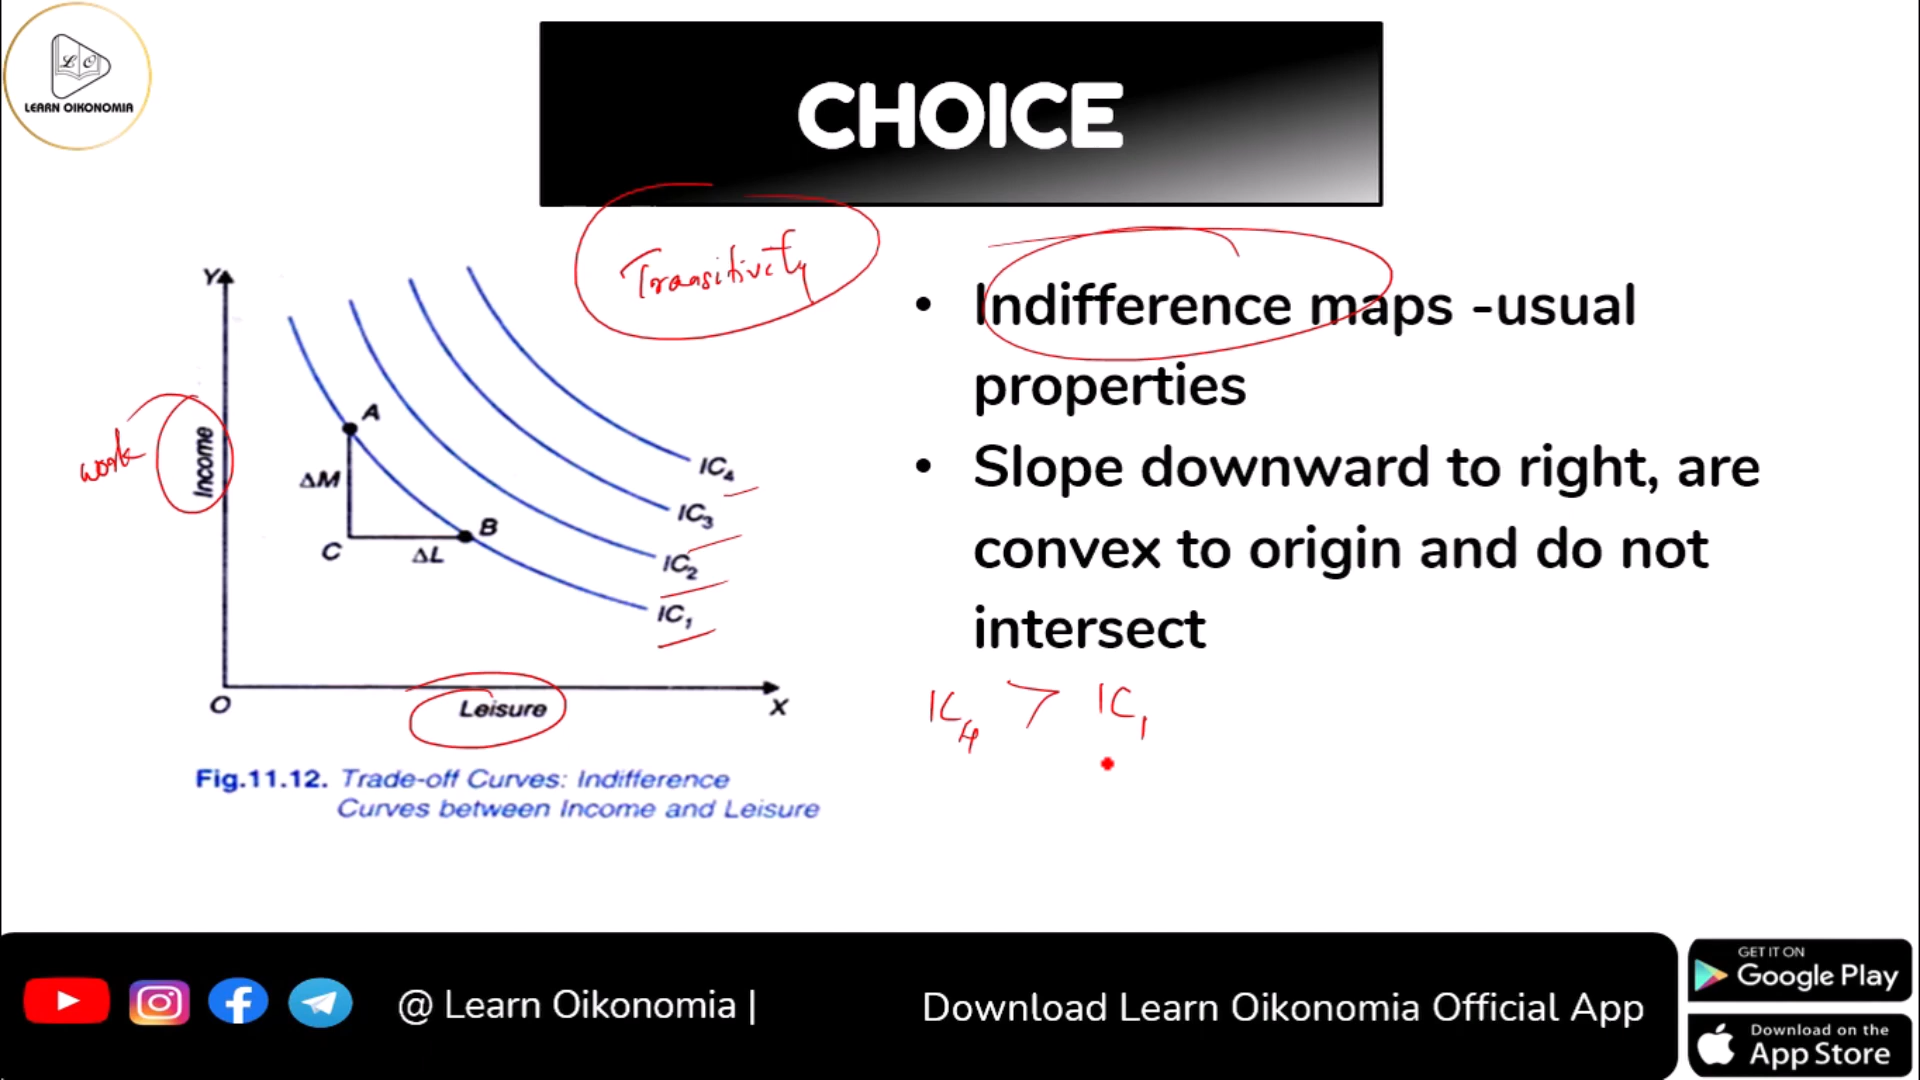 LEARN OIKONOMIA
CHOICE
Transitivity
Y
work
Income
A
ΔM
C
ΔL
B
IC4
IC3
IC2
IC1
O
Leisure
X
Fig.11.12. Trade-off Curves: Indifference
Curves between Income and Leisure
• Indifference maps -usual
properties
• Slope downward to right, are
convex to origin and do not
intersect
IC4 > IC1
@ Learn Oikonomia |
Download Learn Oikonomia Official App
GET IT ON
Google Play
Download on the
App Store